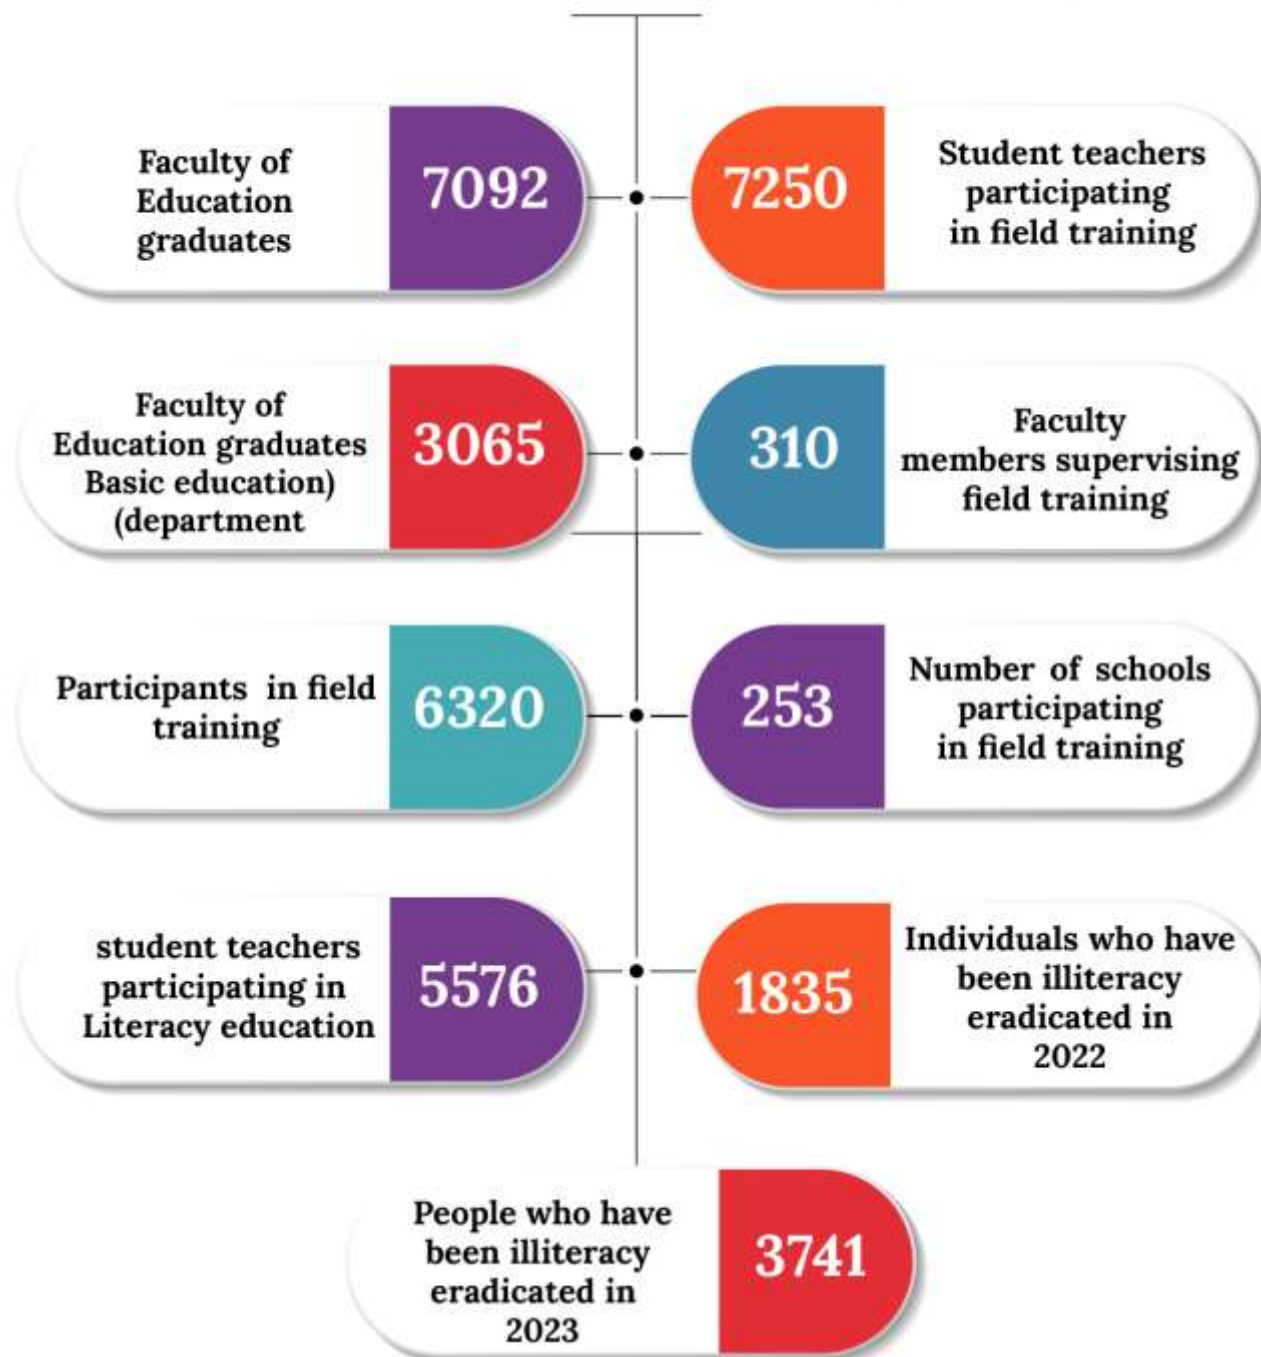 Faculty of
Education
graduates
7092
7250
Student teachers
participating
in field training
Faculty of
Education graduates
Basic education)
(department
3065
310
Faculty
members supervising
field training
Participants in field
training
6320
253
Number of schools
participating
in field training
student teachers
participating in
Literacy education
5576
1835
Individuals who have
been illiteracy
eradicated in
2022
People who have
been illiteracy
eradicated in
2023
3741